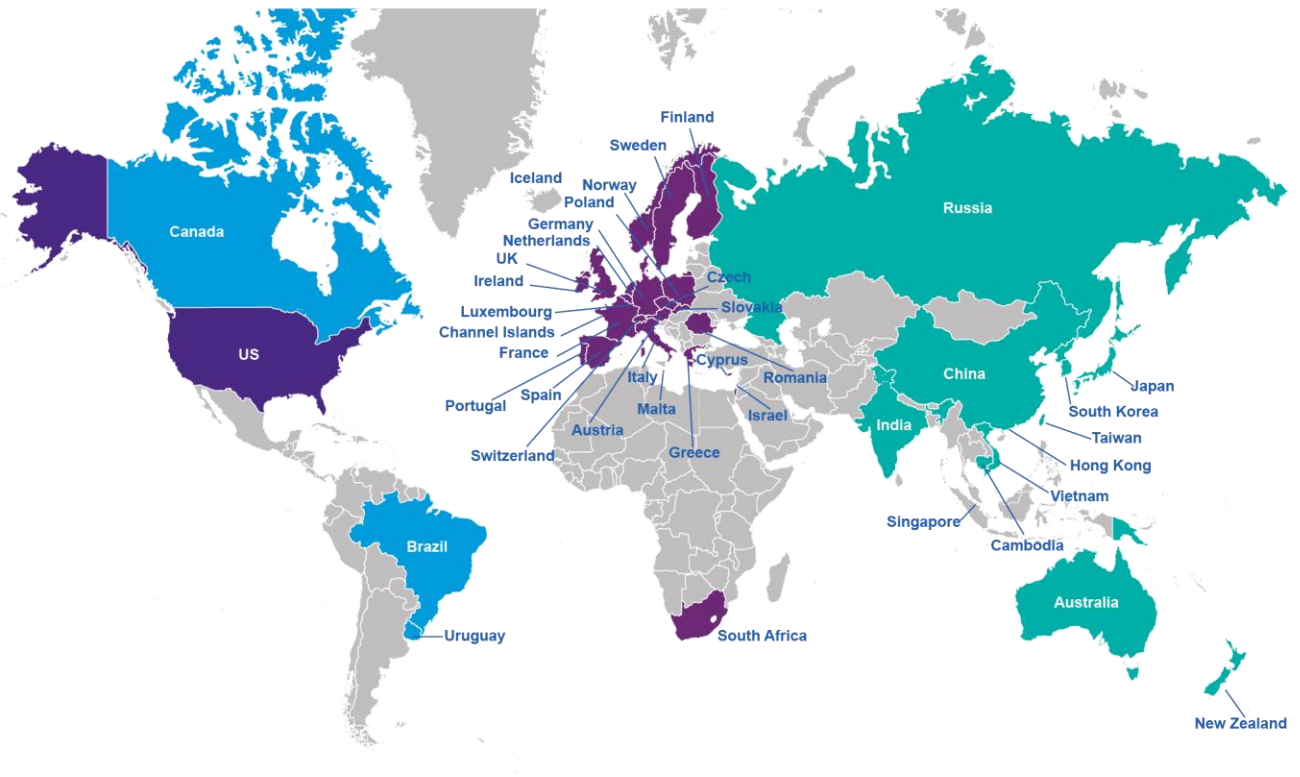 Finland
Sweden
Iceland
Norway
Poland
Russia
Germany
Canada
Netherlands
UK
Czech
Ireland
Slovakia
Luxembourg
Channel Islands
France
US
Cyprus
China
Italy
Romania
Japan
Spain
Portugal
Malta
Israel
South Korea
India
Austria
Taiwan
Switzerland
Greece
Hong Kong
Vietnam
Singapore
Cambodia
Brazil
Australia
Uruguay
South Africa
New Zealand